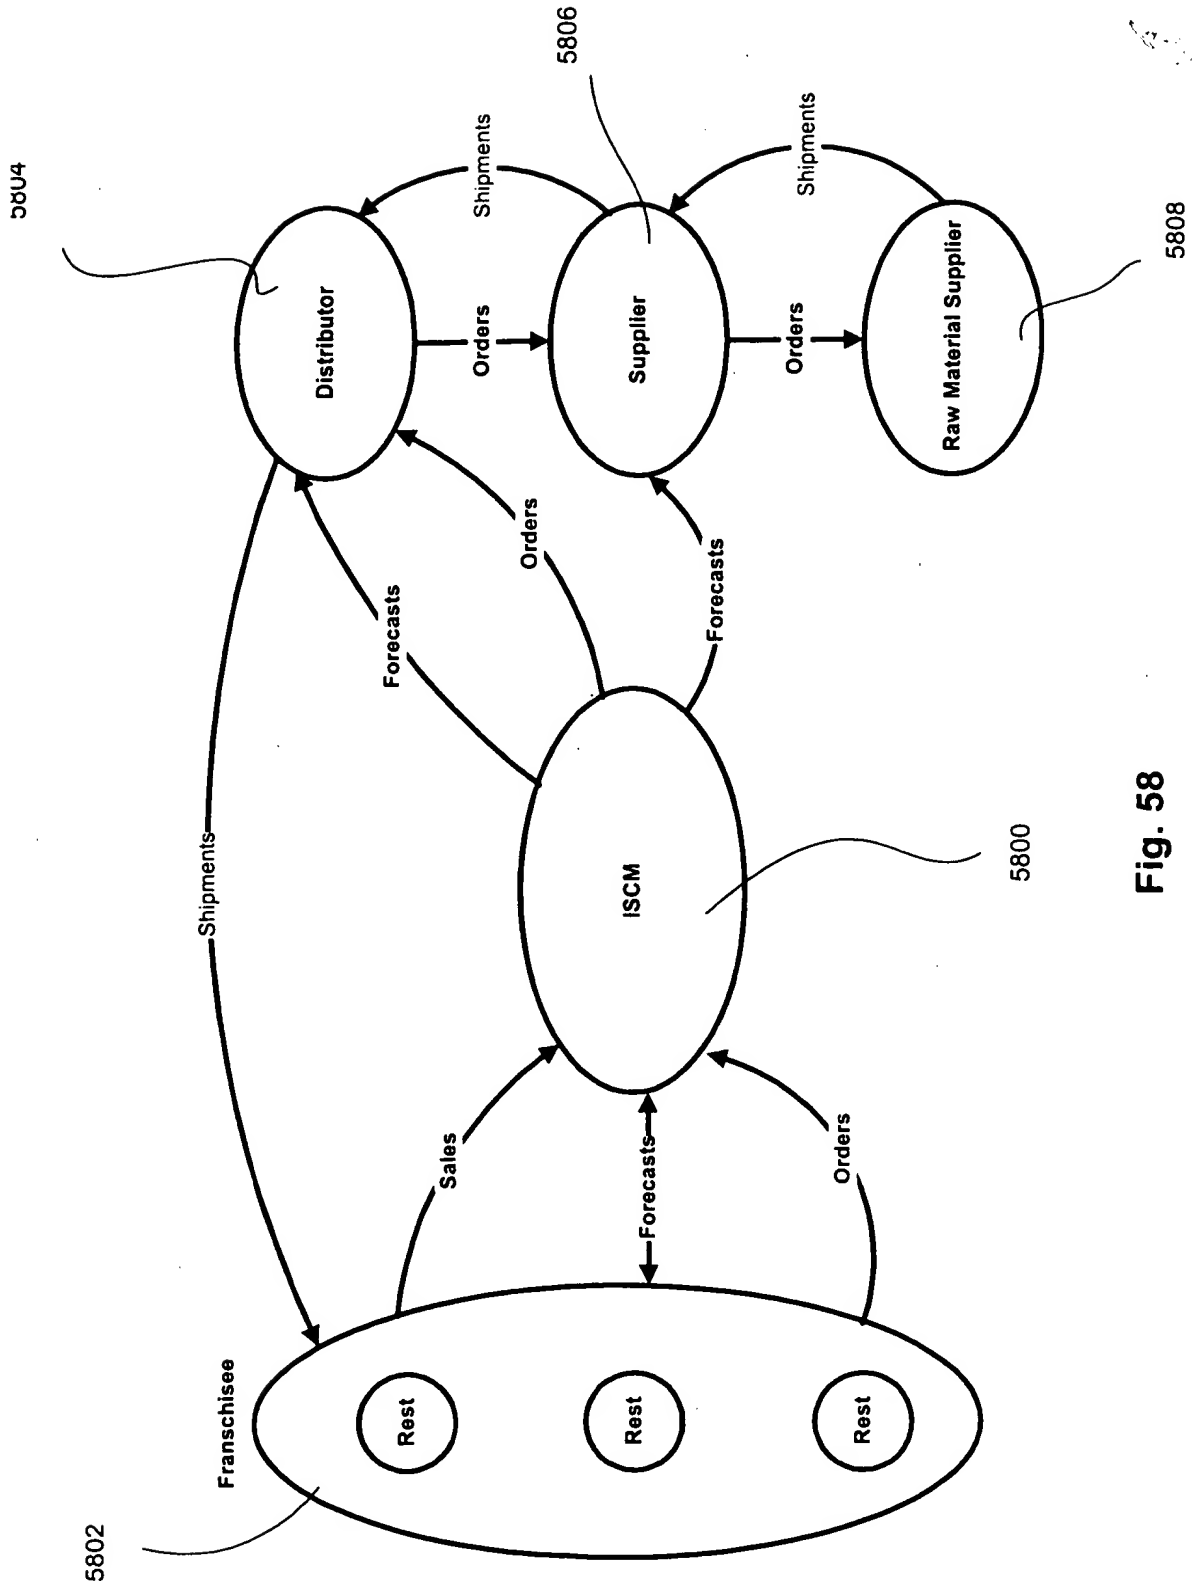 5804
5802
Shipments
Franschisee
Distributor
Forecasts
Rest
Sales
Orders
Shipments
Orders
5806
Rest
Forecasts
ISCM
Supplier
Forecasts
Orders
Shipments
Orders
Rest
Raw Material Supplier
5800
Fig. 58
5808